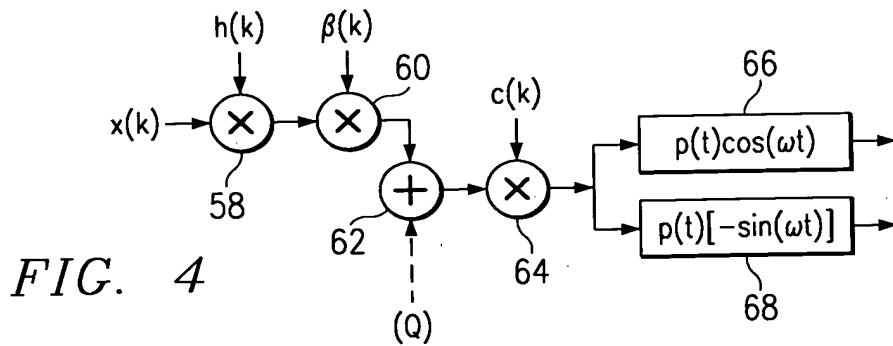 h(k)
β(k)
60
x(k)
c(k)
66
p(t)cos(ωt)
58
62
64
p(t)[-sin(ωt)]
68
(Q)
FIG. 4